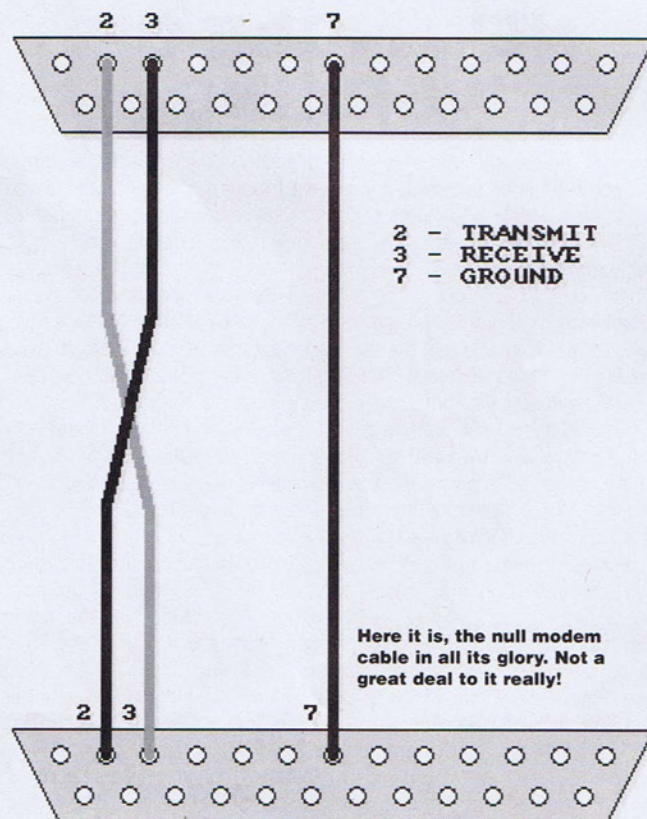 2 3 7
2 - TRANSMIT
3 - RECEIVE
7 - GROUND
Here it is, the null modem
cable in all its glory. Not a
great deal to it really!
2 3 7